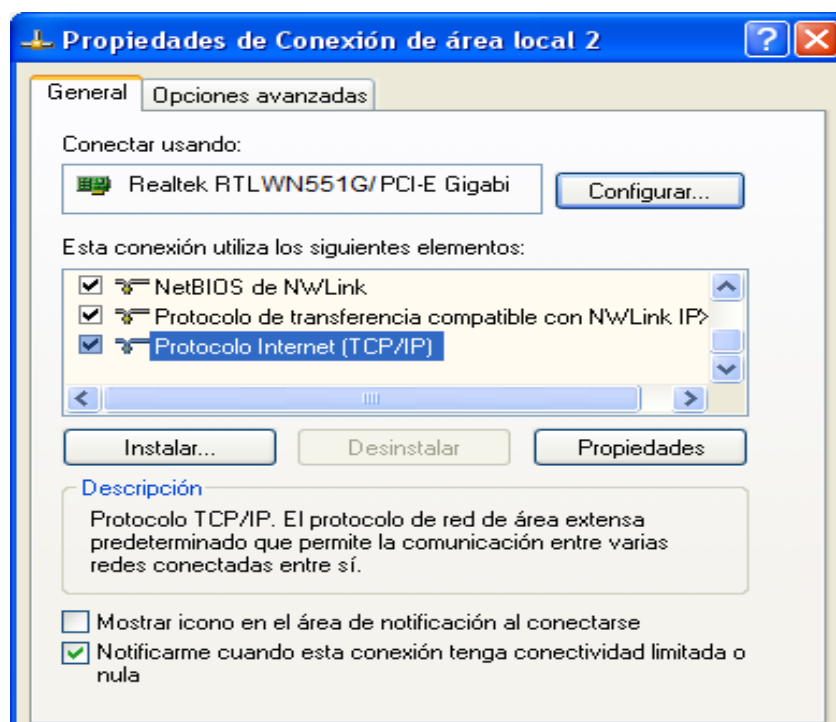 Propiedades de Conexión de área local 2
General Opciones avanzadas
Conectar usando:
Realtek RTLWN551G/PCI-E Gigabi Configurar...
Esta conexión utiliza los siguientes elementos:
NetBIOS de NWLink
Protocolo de transferencia compatible con NWLink IP>
Protocolo Internet (TCP/IP)
Instalar... Desinstalar Propiedades
Descripción
Protocolo TCP/IP. El protocolo de red de área extensa
predeterminado que permite la comunicación entre varias
redes conectadas entre sí.
Mostrar icono en el área de notificación al conectarse
Notificarme cuando esta conexión tenga conectividad limitada o
nula